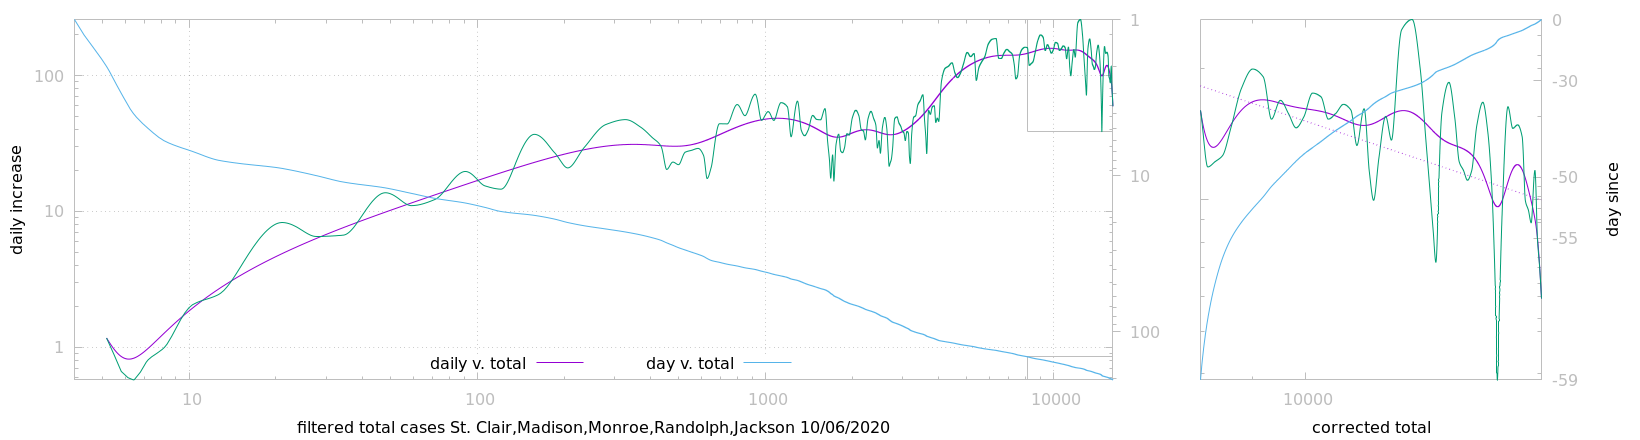 daily increase
100
10
1
10
100
1000
10000
1
10
100
daily v. total
day v. total
filtered total cases St. Clair,Madison,Monroe,Randolph,Jackson 10/06/2020
0
-30
-50
-55
-59
day since
10000
corrected total